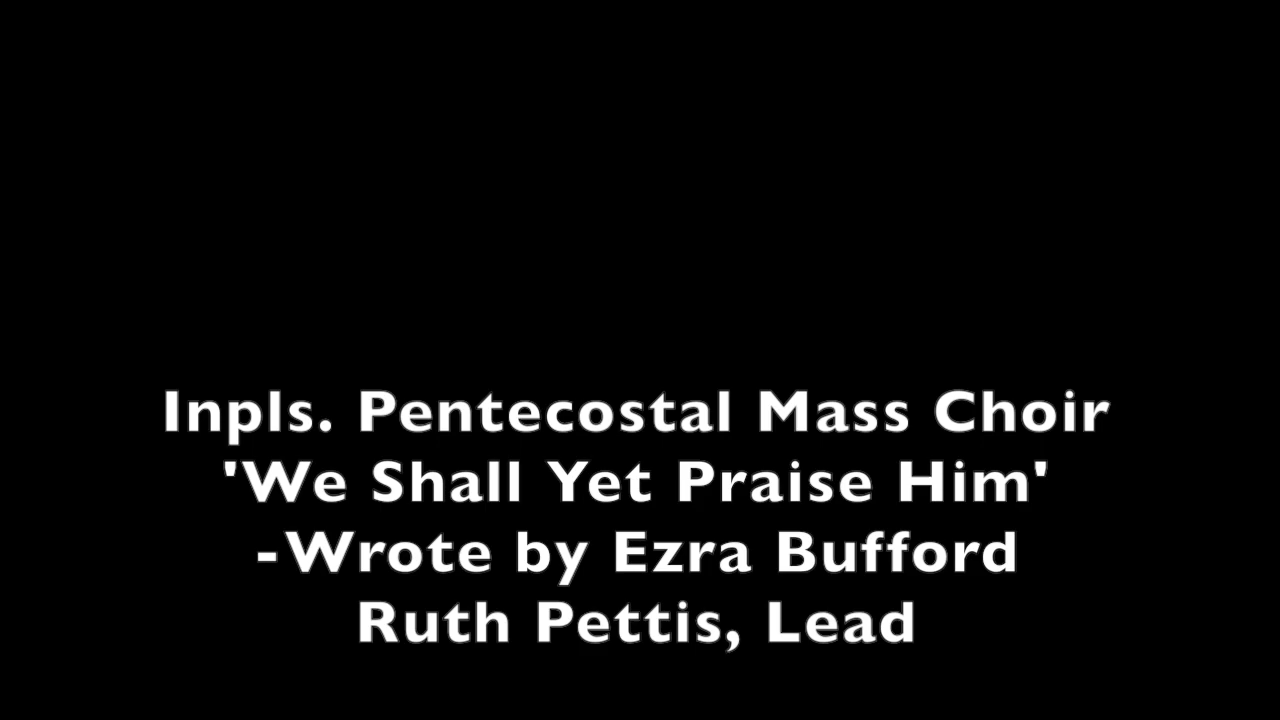 Inpls. Pentecostal Mass Choir
'We Shall Yet Praise Him'
-Wrote by Ezra Bufford
Ruth Pettis, Lead